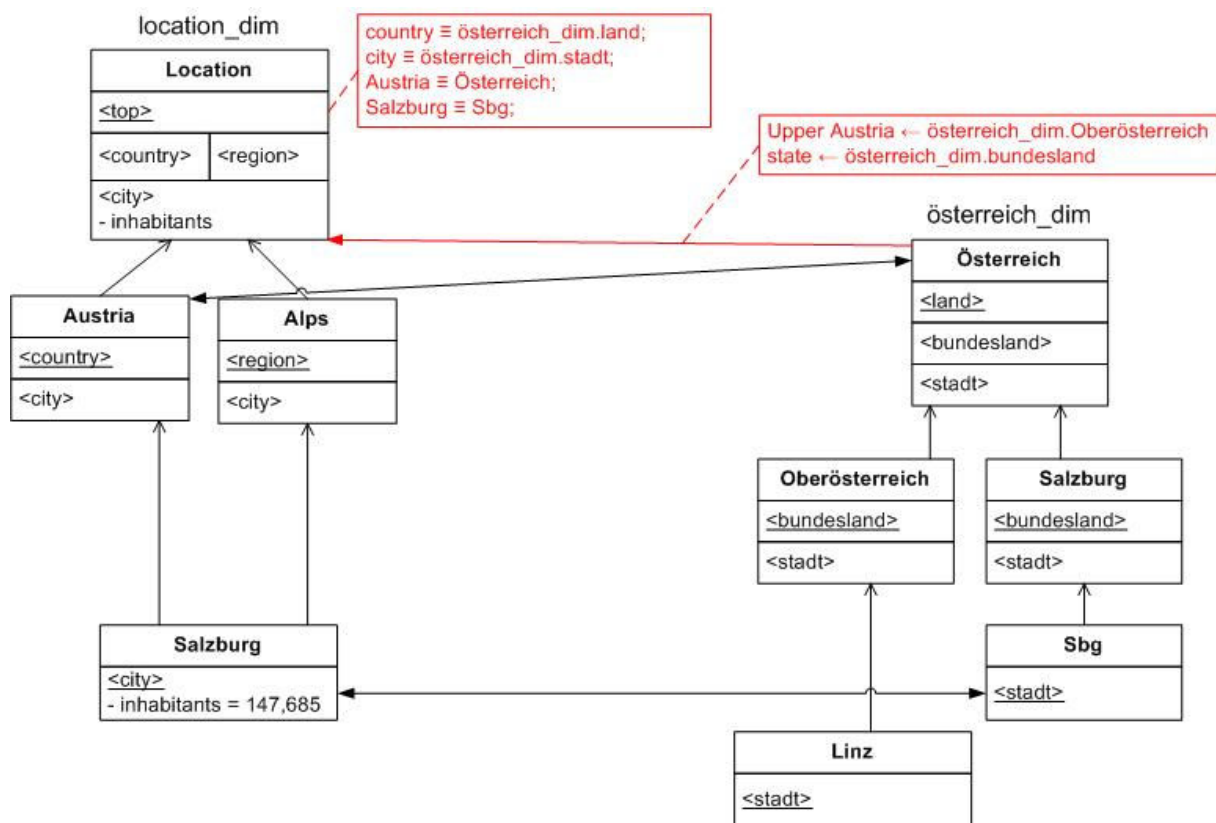 location_dim
Location
<top>
<country> <region>
<city>
- inhabitants
country ≡ österreich_dim.land;
city ≡ österreich_dim.stadt;
Austria ≡ Österreich;
Salzburg ≡ Sbg;
Upper Austria ← österreich_dim.Oberösterreich
state ← österreich_dim.bundesland
österreich_dim
Österreich
<land>
<bundesland>
<stadt>
Austria
<country>
<city>
Alps
<region>
<city>
Oberösterreich
<bundesland>
<stadt>
Salzburg
<bundesland>
<stadt>
Salzburg
<city>
- inhabitants = 147,685
Sbg
<stadt>
Linz
<stadt>